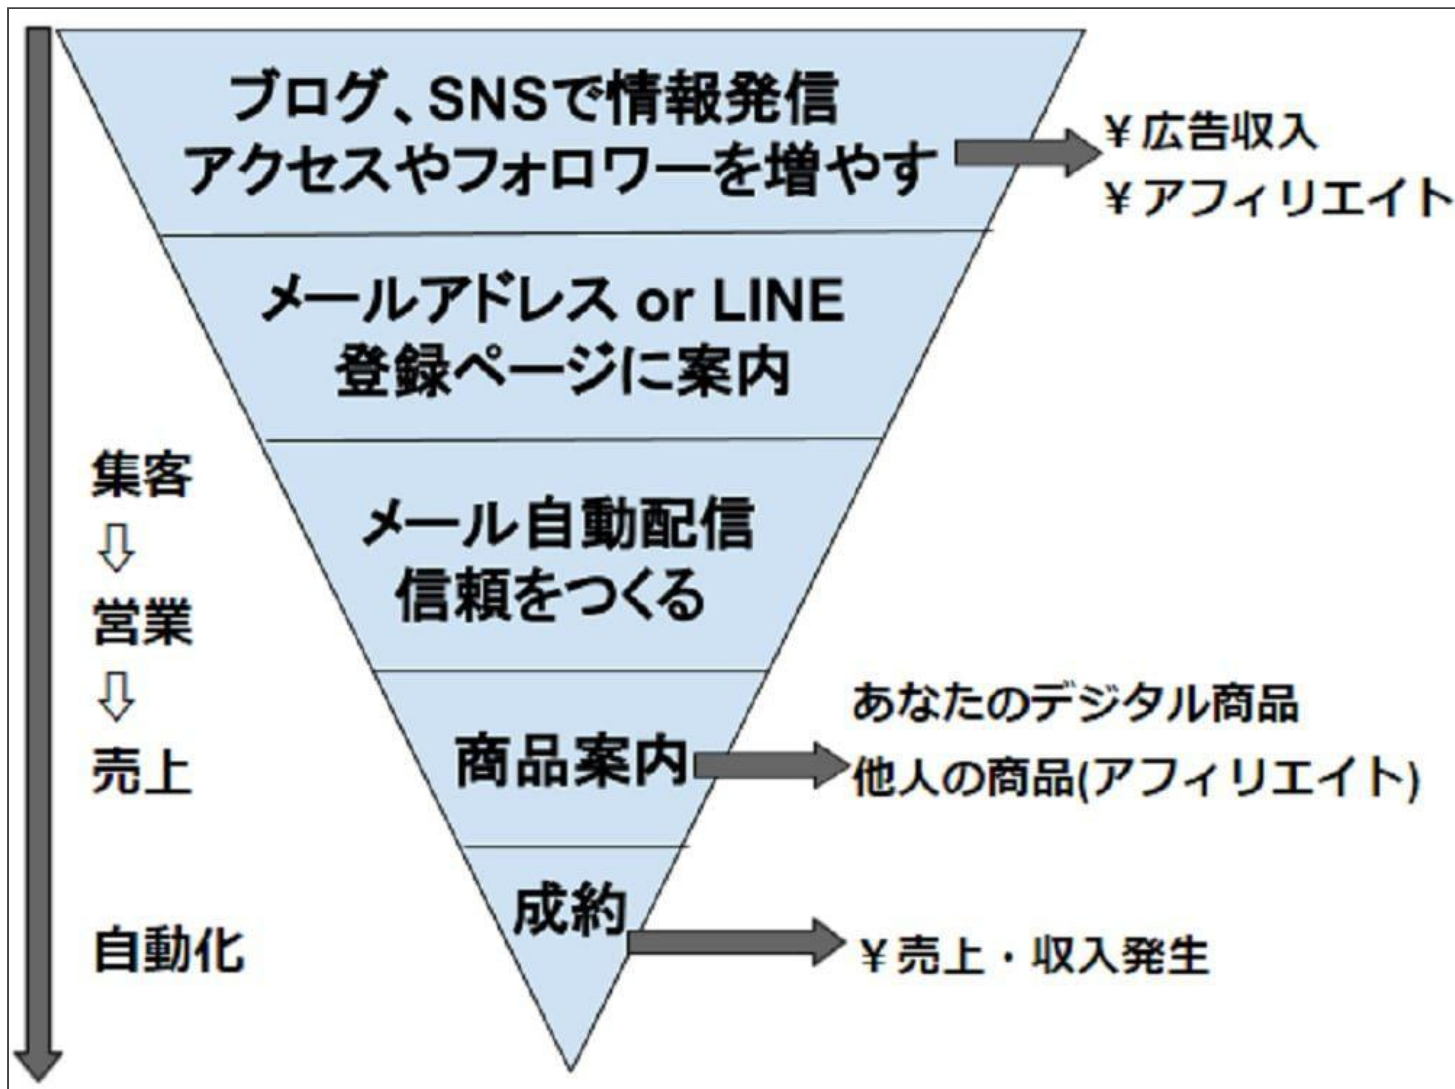 ブログ、SNSで情報発信
アクセスやフォロワーを増やす
¥ 広告収入
¥ アフィリエイト
メールアドレス or LINE
登録ページに案内
集客
⇩
営業
⇩
売上
メール自動配信
信頼をつくる
商品案内
あなたのデジタル商品
他人の商品(アフィリエイト)
成約
自動化
¥ 売上・収入発生